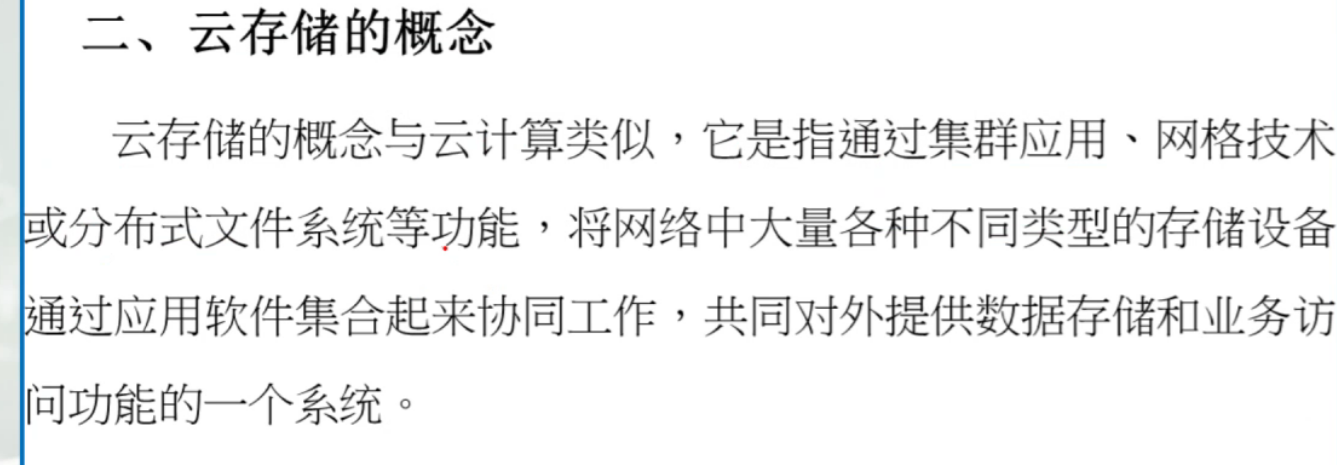 二、云存储的概念
云存储的概念与云计算类似，它是指通过集群应用、网格技术
或分布式文件系统等功能，将网络中大量各种不同类型的存储设备
通过应用软件集合起来协同工作，共同对外提供数据存储和业务访
问功能的一个系统。